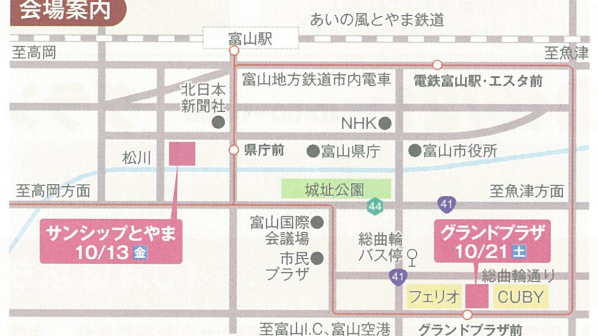 会場案内
あいの風とやま鉄道
富山駅
至高岡
至魚津
富山地方鉄道市内電車
電鉄富山駅・エスタ前
北日本
新聞社
NHK
松川
県庁前
富山県庁
富山市役所
至高岡方面
城址公園
至魚津方面
44
41
サンシップとやま
10/13 金
富山国際
会議場
総曲輪
バス停
グランドプラザ
10/21 土
市民
プラザ
41
総曲輪通り
フェリオ
CUBY
至富山I.C、富山空港
グランドプラザ前